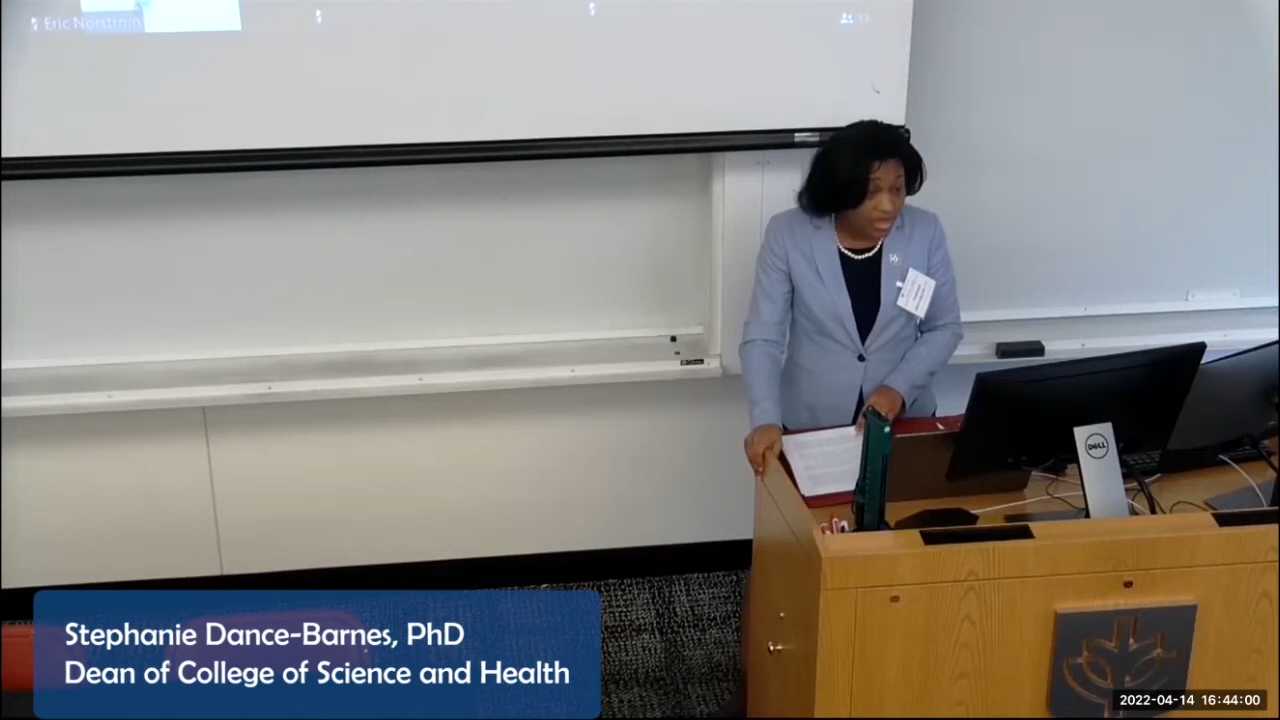 Eric Norstrom
Stephanie Dance-Barnes, PhD
Dean of College of Science and Health
DELL
2022-04-14 16:44:00